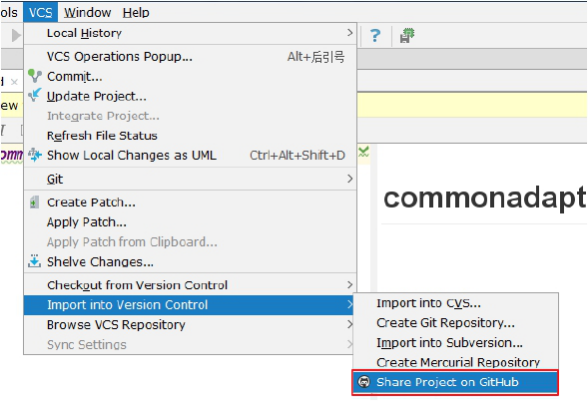 ols VCS Window Help
Local History
VCS Operations Popup... Alt+后引号
Commit...
ew
Update Project...
Integrate Project...
Refresh File Status
omm
Show Local Changes as UML Ctrl+Alt+Shift+D
Git
Create Patch...
commonadapt
Apply Patch...
Apply Patch from Clipboard...
Shelve Changes...
Checkout from Version Control
Import into Version Control
Import into CVS...
Browse VCS Repository
Create Git Repository...
Sync Settings
Import into Subversion...
Create Mercurial Repository
Share Project on GitHub